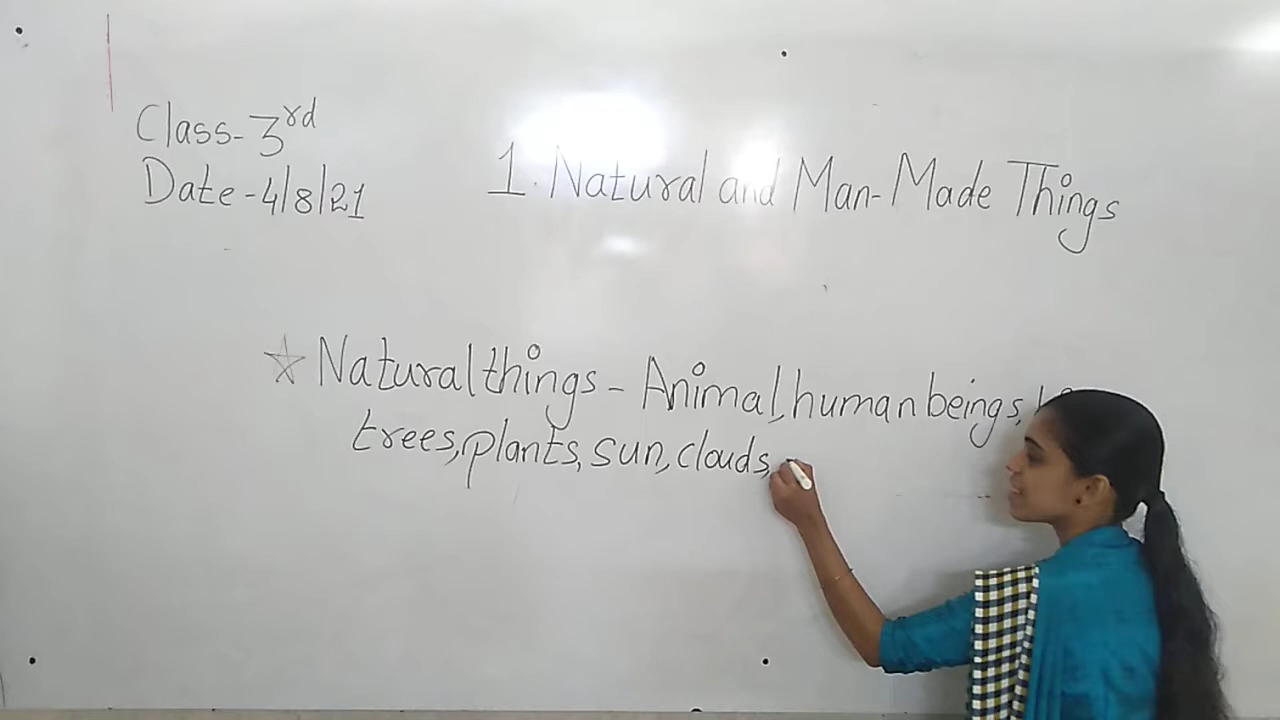 Class-3rd
Date-4/8/21
1. Natural and Man-Made Things
☆ Natural things - Animal, human beings,
trees, plants, sun, clouds,